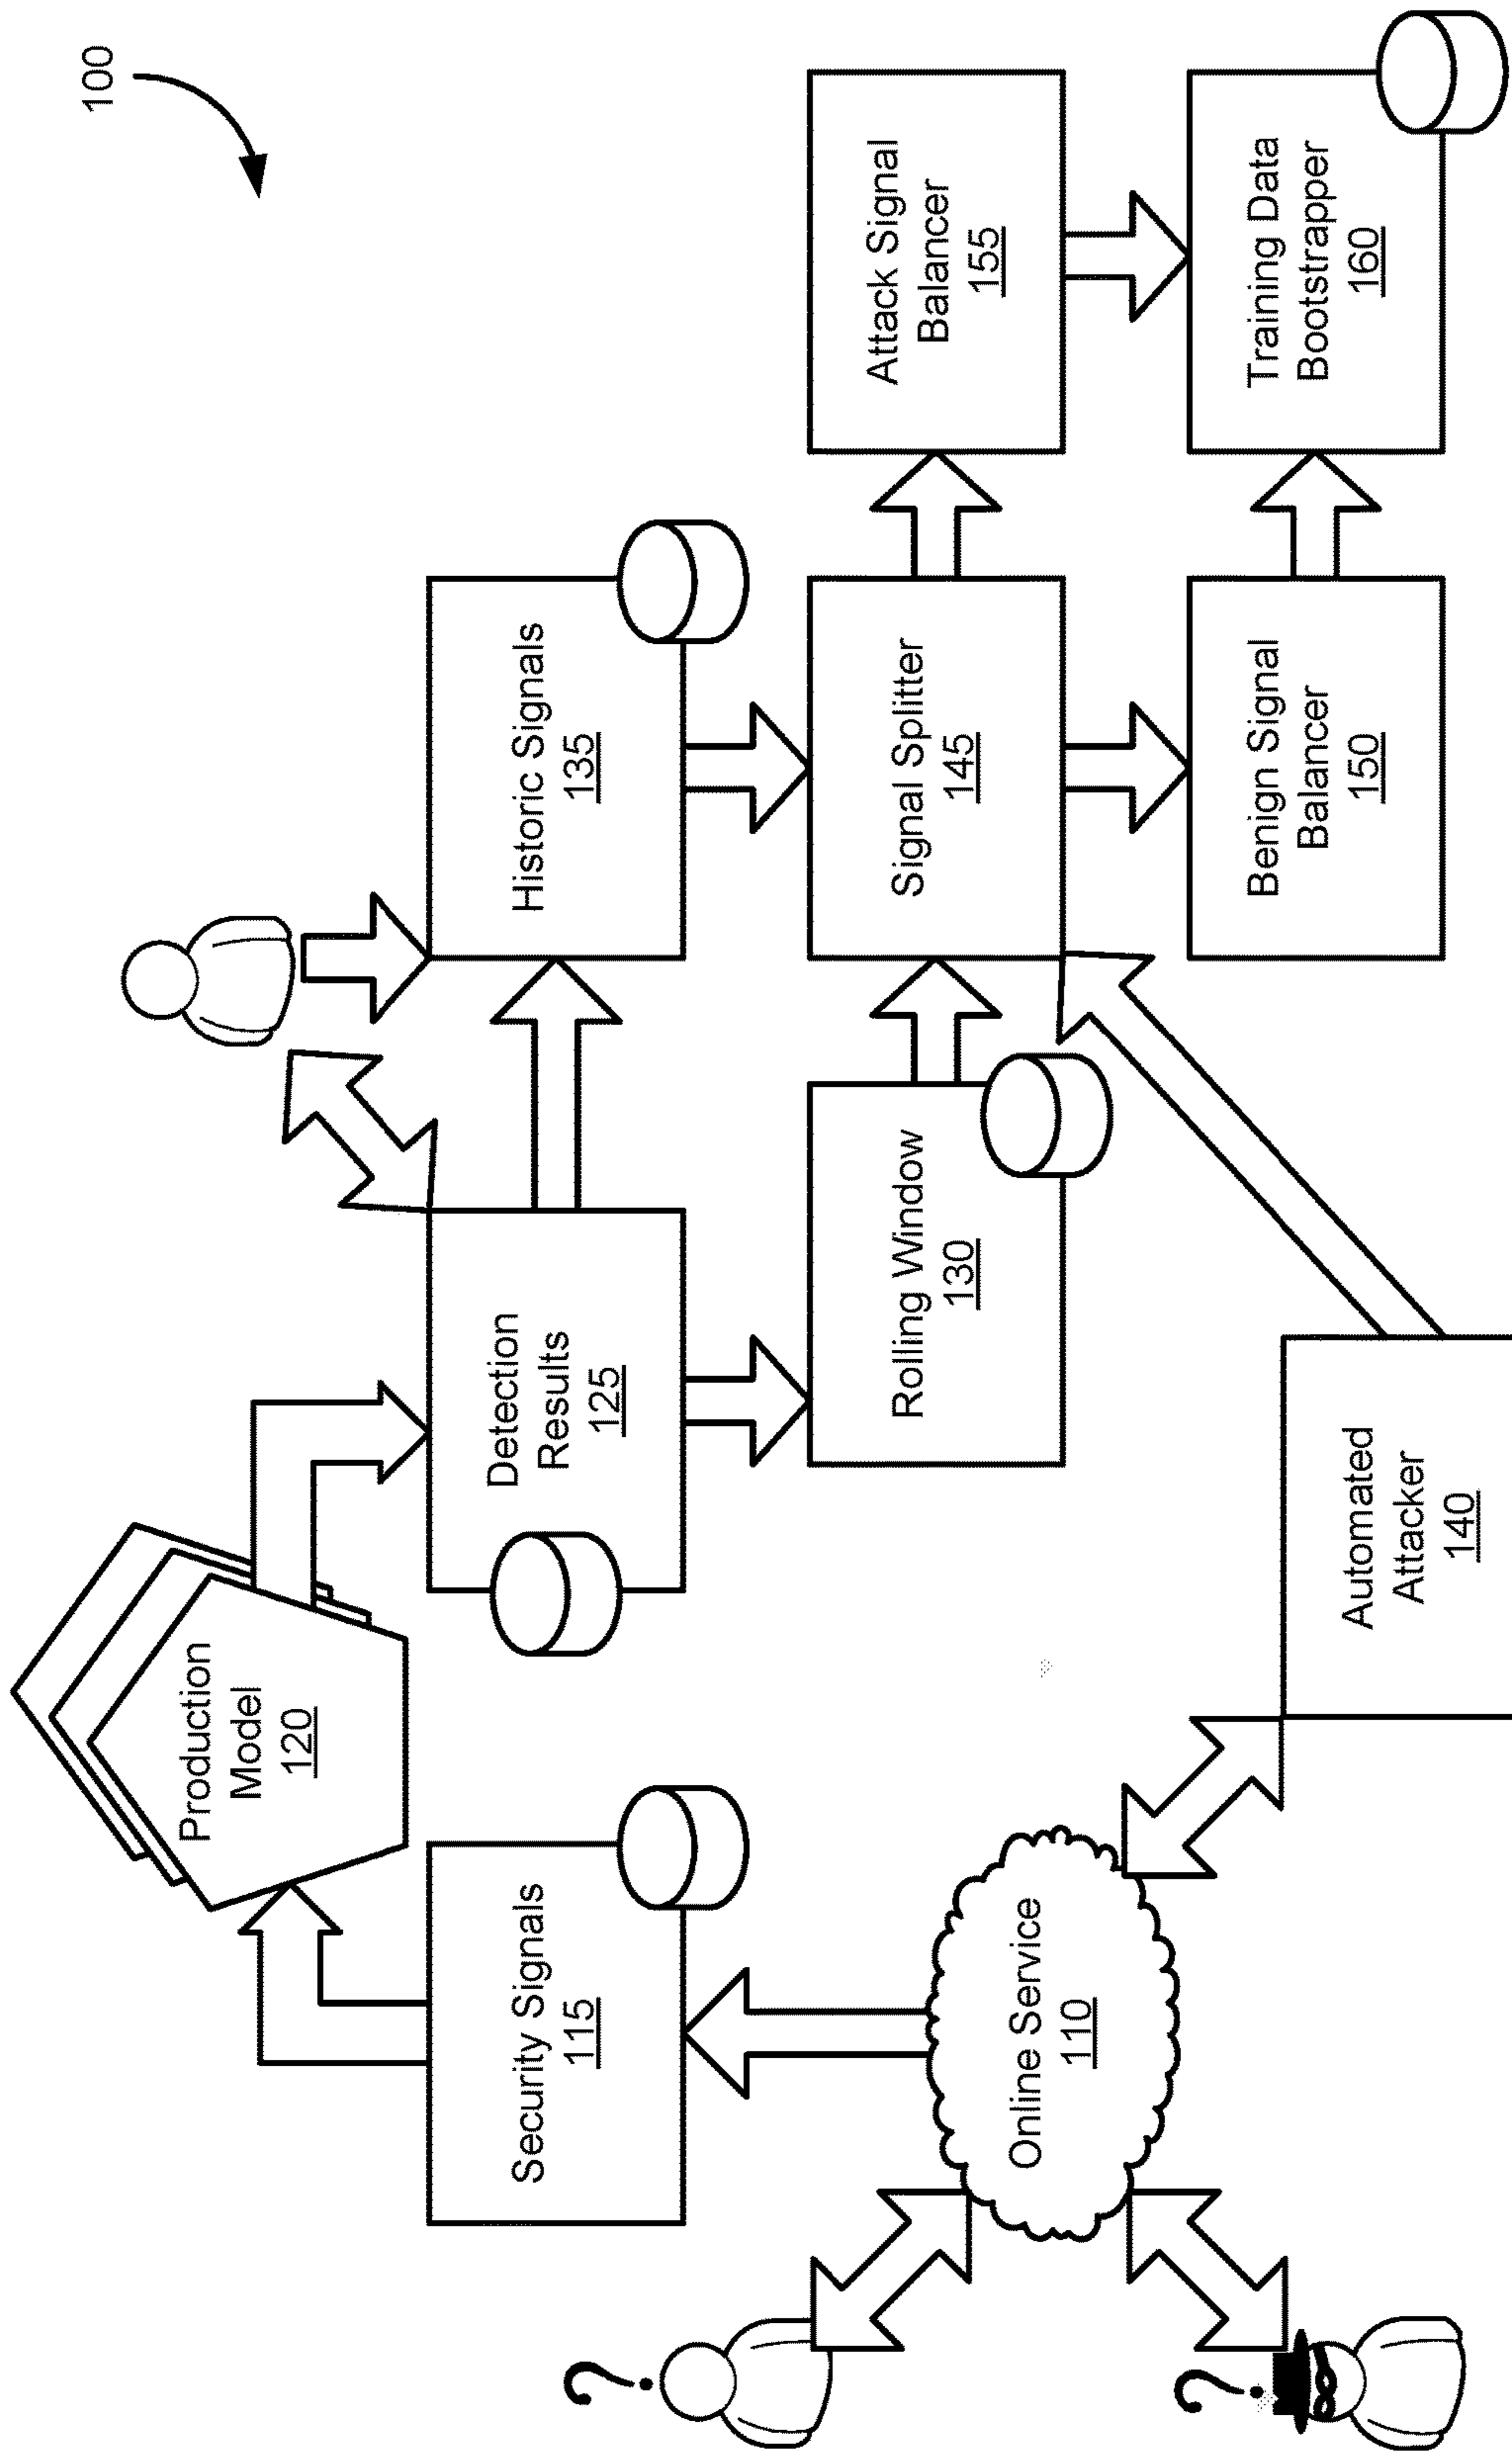 100
Production
Model
120
Security Signals
115
Detection
Results
125
Historic Signals
135
Online Service
110
Rolling Window
130
Signal Splitter
145
Attack Signal
Balancer
155
Automated
Attacker
140
Benign Signal
Balancer
150
Training Data
Bootstrapper
160
?
?